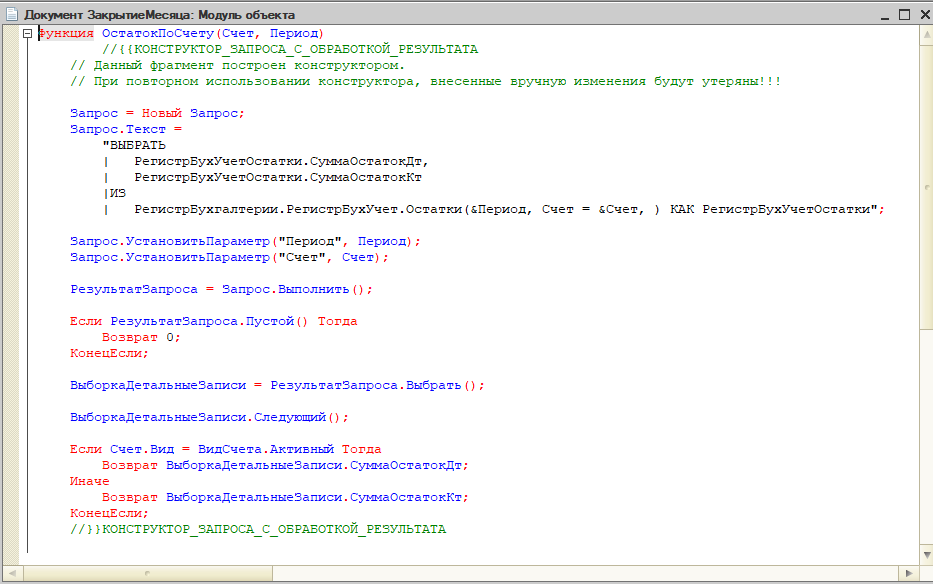 Документ ЗакрытиеМесяца: Модуль объекта
Функция ОстатокПоСчету(Счет, Период)
//{{КОНСТРУКТОР_ЗАПРОСА_С_ОБРАБОТКОЙ_РЕЗУЛЬТАТА
// Данный фрагмент построен конструктором.
// При повторном использовании конструктора, внесенные вручную изменения будут утеряны!!!
Запрос = Новый Запрос;
Запрос.Текст =
"ВЫБРАТЬ
|   РегистрБухУчетОстатки.СуммаОстатокДт,
|   РегистрБухУчетОстатки.СуммаОстатокКт
|ИЗ
|   РегистрБухгалтерии.РегистрБухУчет.Остатки(&Период, Счет = &Счет, ) КАК РегистрБухУчетОстатки";
Запрос.УстановитьПараметр("Период", Период);
Запрос.УстановитьПараметр("Счет", Счет);
РезультатЗапроса = Запрос.Выполнить();
Если РезультатЗапроса.Пустой() Тогда
Возврат 0;
КонецЕсли;
ВыборкаДетальныеЗаписи = РезультатЗапроса.Выбрать();
ВыборкаДетальныеЗаписи.Следующий();
Если Счет.Вид = ВидСчета.Активный Тогда
Возврат ВыборкаДетальныеЗаписи.СуммаОстатокДт;
Иначе
Возврат ВыборкаДетальныеЗаписи.СуммаОстатокКт;
КонецЕсли;
//}}КОНСТРУКТОР_ЗАПРОСА_С_ОБРАБОТКОЙ_РЕЗУЛЬТАТА